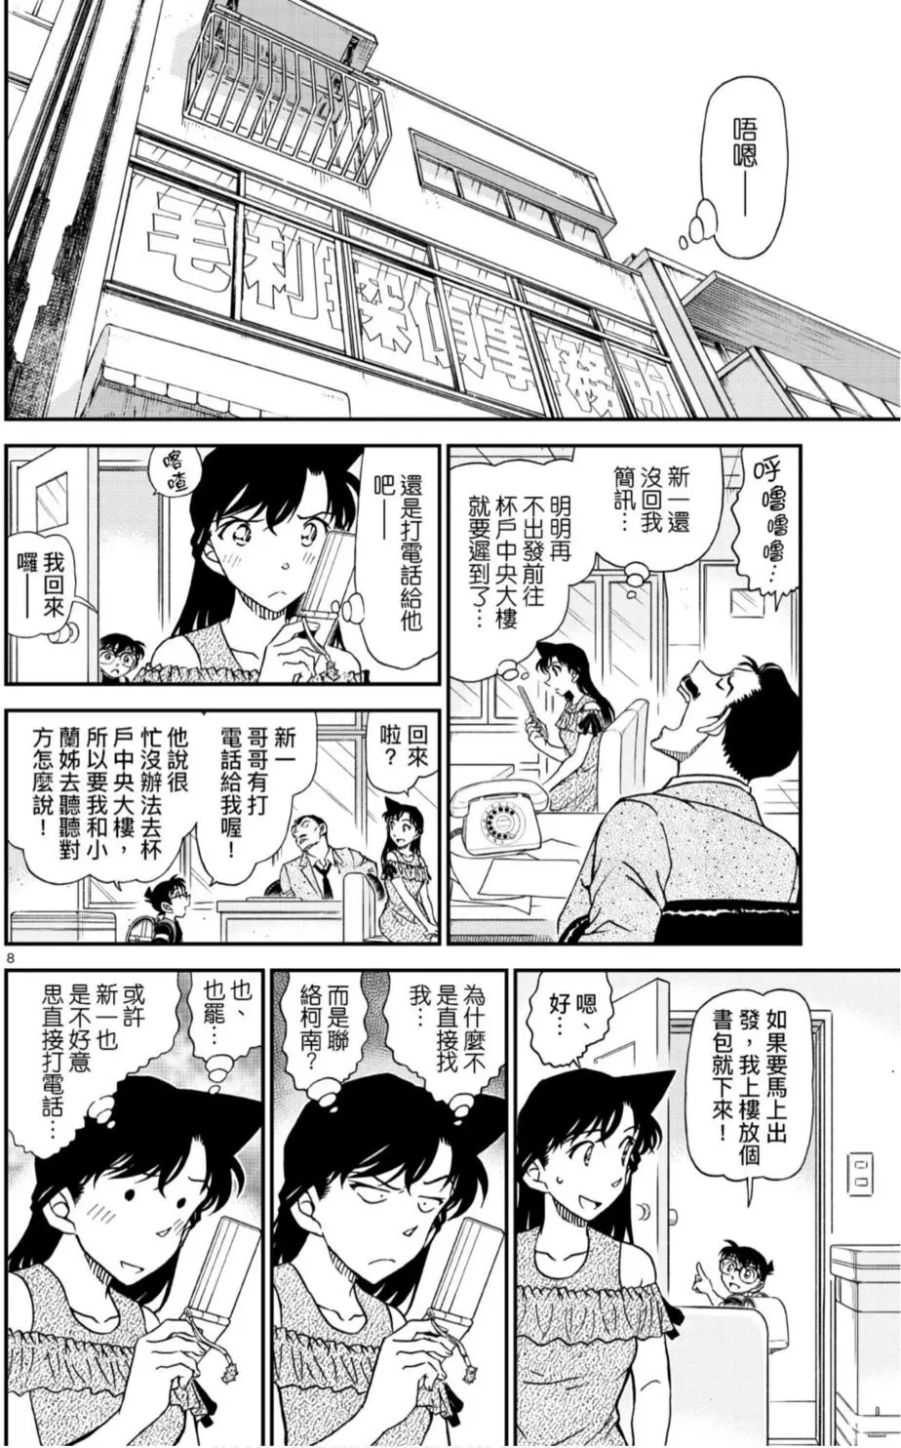 唔嗯——
毛利偵探事務所
呼嚕嚕嚕…
新一還
沒回我
簡訊…
明明再
不出發前往
杯戶中央大樓
就要遲到了…
還是打電話給他
吧——
喀喳
我回來
囉——
回來
啦？
新一
哥哥有打
電話給我喔！
他說很
忙沒辦法去杯
戶中央大樓，
所以要我和小
蘭姊去聽聽對
方怎麼說！
8
如果要馬上出
發，我上樓放個
書包就下來！
嗯、
好…
為什麼不
是直接找
我…
而是聯
絡柯南？
也、
也罷…
或許
新一也
是不好意
思直接打電話…